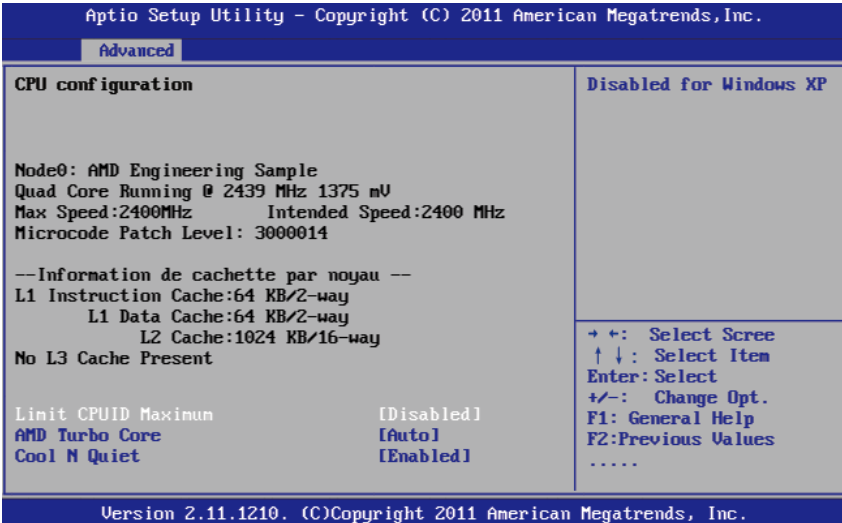 Aptio Setup Utility - Copyright (C) 2011 American Megatrends,Inc.
Advanced
CPU configuration
Node0: AMD Engineering Sample
Quad Core Running @ 2439 MHz 1375 mV
Max Speed:2400MHz Intended Speed:2400 MHz
Microcode Patch Level: 3000014
--Information de cachette par noyau --
L1 Instruction Cache:64 KB/2-way
L1 Data Cache:64 KB/2-way
L2 Cache:1024 KB/16-way
No L3 Cache Present
Limit CPUID Maximum [Disabled]
AMD Turbo Core [Auto]
Cool N Quiet [Enabled]
Disabled for Windows XP
→ ←: Select Scree
↑ ↓: Select Item
Enter:Select
+/-: Change Opt.
F1: General Help
F2:Previous Values
.....
Version 2.11.1210. (C)Copyright 2011 American Megatrends, Inc.